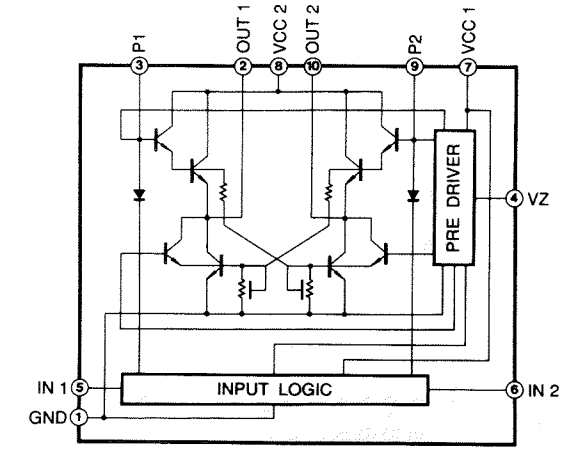 P1 OUT 1 VCC 2 OUT 2 P2 VCC 1
3 2 8 10 9 7
PRE DRIVER
4 VZ
IN 1 5 INPUT LOGIC 6 IN 2
GND 1